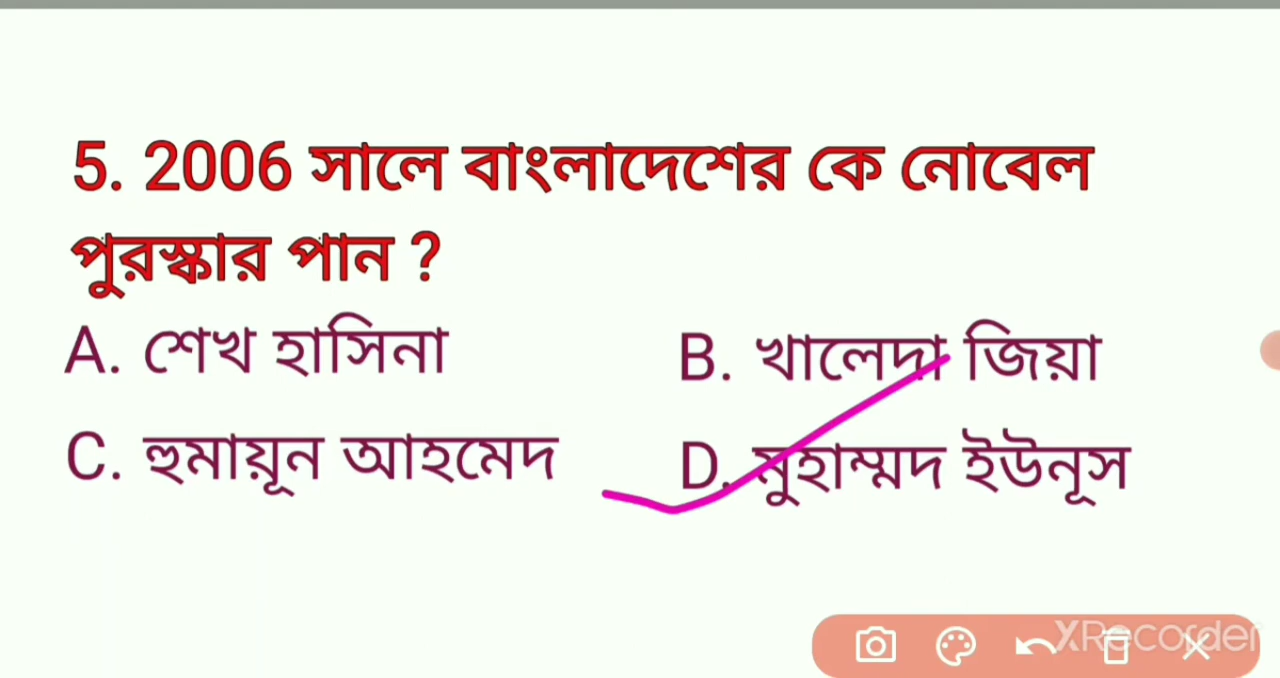 5. 2006 সালে বাংলাদেশের কে নোবেল
পুরস্কার পান ?
A. শেখ হাসিনা
B. খালেদা জিয়া
C. হুমায়ূন আহমেদ
D. মুহাম্মদ ইউনূস
XRecorder